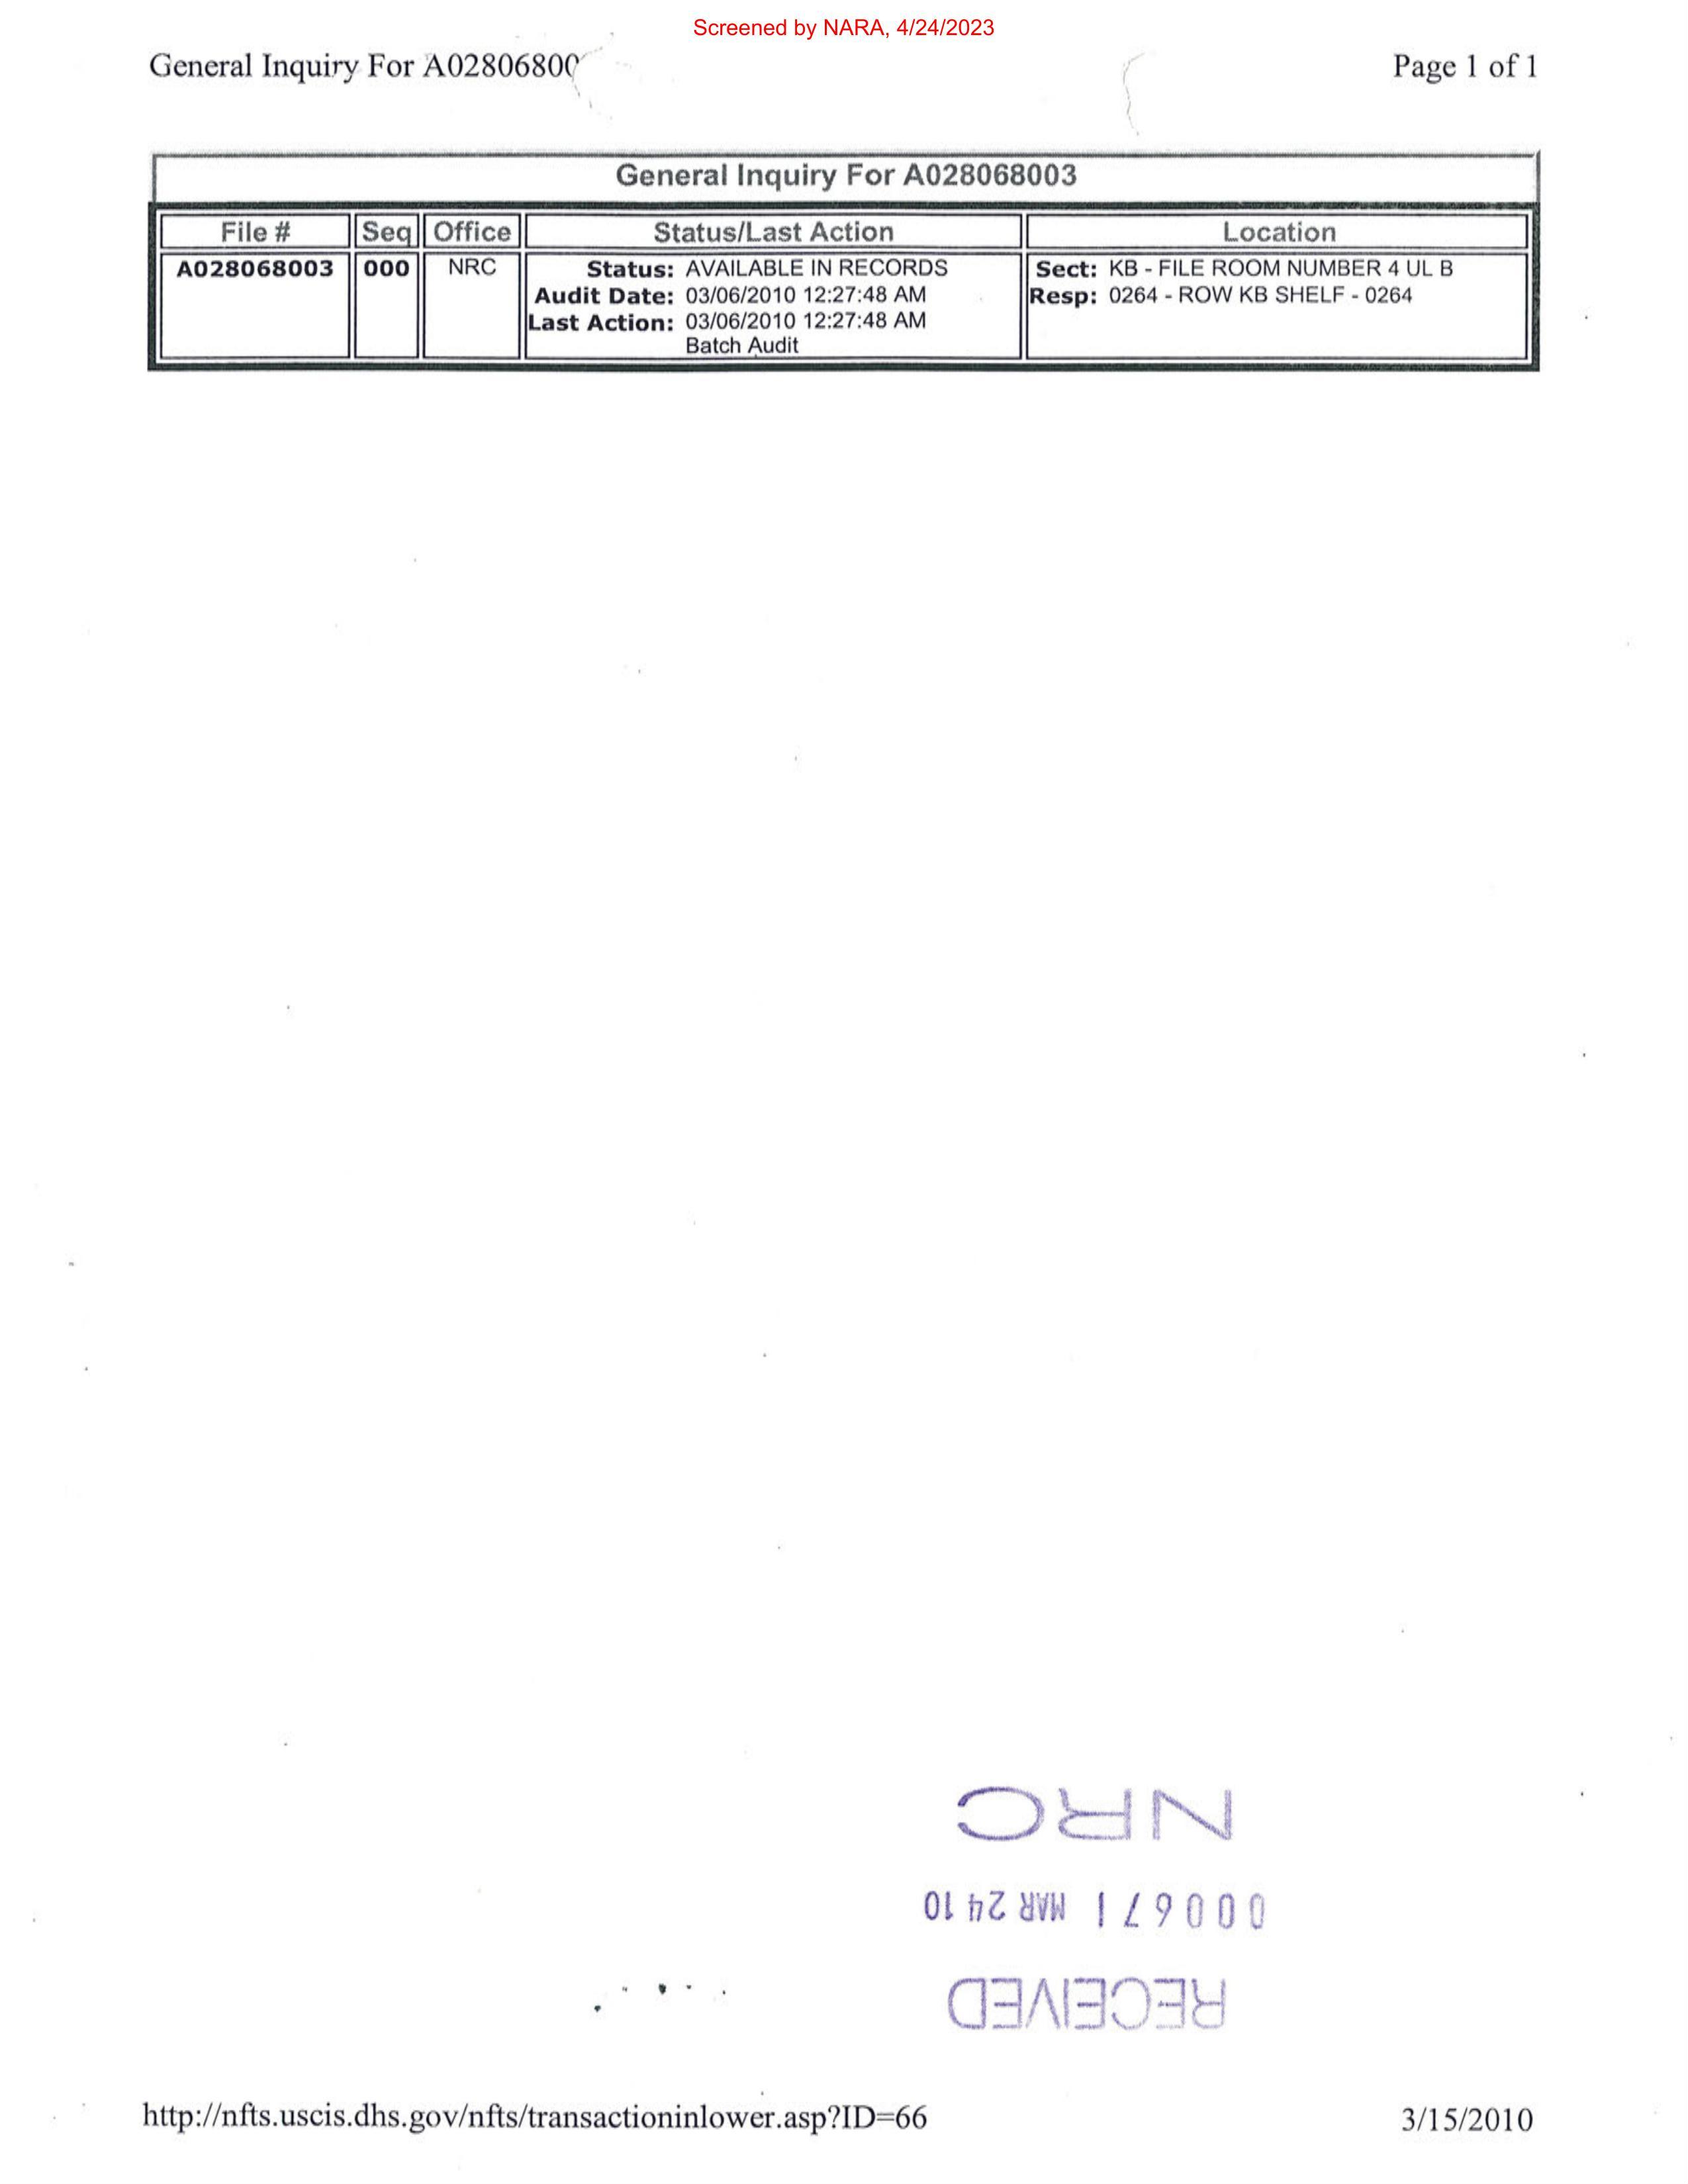 Screened by NARA, 4/24/2023
General Inquiry For A02806800
Page 1 of 1
General Inquiry For A028068003
File # Seq Office Status/Last Action Location
A028068003 000 NRC Status: AVAILABLE IN RECORDS Sect: KB - FILE ROOM NUMBER 4 UL B
Audit Date: 03/06/2010 12:27:48 AM Resp: 0264 - ROW KB SHELF - 0264
Last Action: 03/06/2010 12:27:48 AM
Batch Audit
RECEIVED
000671 MAR 24 10
NRC
http://nfts.uscis.dhs.gov/nfts/transactioninlower.asp?ID=66
3/15/2010